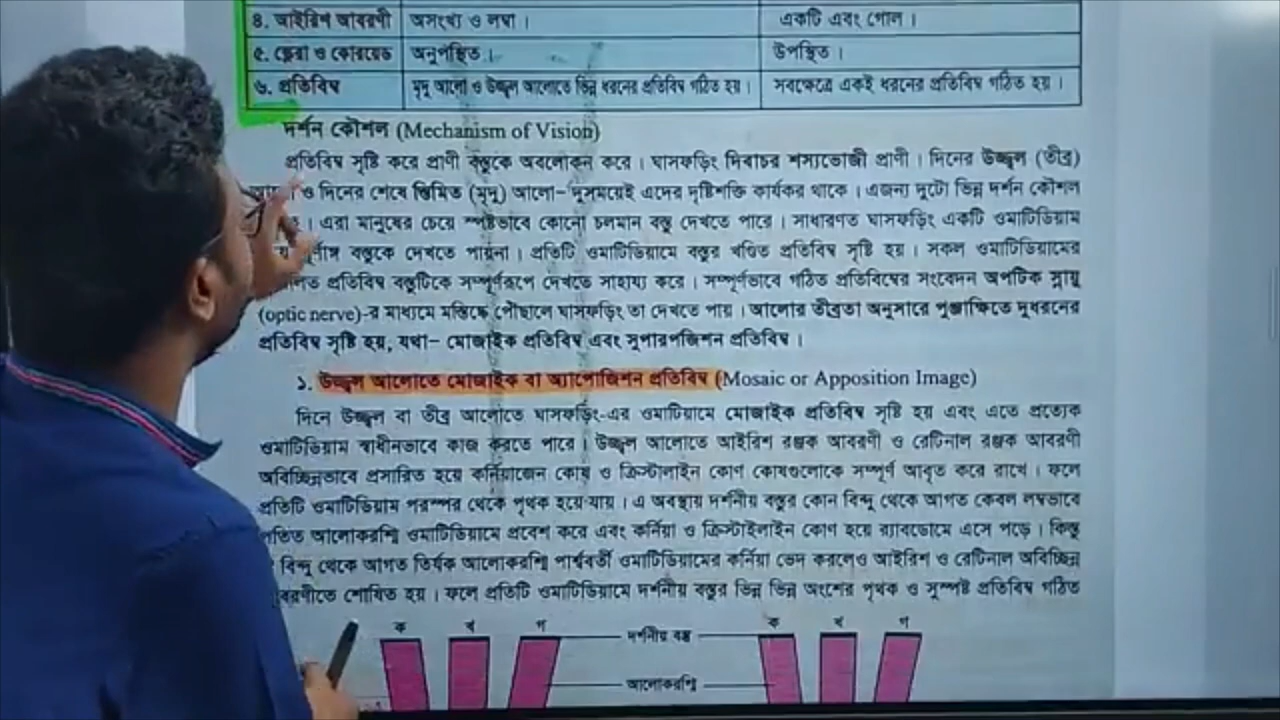 ৪. আইরিশ আবরণী অসংখ্য ও লম্বা। একটি এবং গোল।
৫. স্ক্লেরা ও কোরয়েড অনুপস্থিত। উপস্থিত।
৬. প্রতিবিম্ব মৃদু আলো ও উজ্জ্বল আলোতে ভিন্ন ধরনের প্রতিবিম্ব গঠিত হয়। সবক্ষেত্রে একই ধরনের প্রতিবিম্ব গঠিত হয়।
দর্শন কৌশল (Mechanism of Vision)
প্রতিবিম্ব সৃষ্টি করে প্রাণী বস্তুকে অবলোকন করে। ঘাসফড়িং দিবাচর শস্যভোজী প্রাণী। দিনের উজ্জ্বল (তীব্র)
ও দিনের শেষে স্তিমিত (মৃদু) আলো– দুসময়েই এদের দৃষ্টিশক্তি কার্যকর থাকে। এজন্য দুটো ভিন্ন দর্শন কৌশল
। এরা মানুষের চেয়ে স্পষ্টভাবে কোনো চলমান বস্তু দেখতে পারে। সাধারণত ঘাসফড়িং একটি ওমাটিডিয়াম
বস্তুকে দেখতে পায়না। প্রতিটি ওমাটিডিয়ামে বস্তুর খণ্ডিত প্রতিবিম্ব সৃষ্টি হয়। সকল ওমাটিডিয়ামের
প্রতিবিম্ব বস্তুটিকে সম্পূর্ণরূপে দেখতে সাহায্য করে। সম্পূর্ণভাবে গঠিত প্রতিবিম্বের সংবেদন অপটিক স্নায়ু
(optic nerve)-র মাধ্যমে মস্তিষ্কে পৌঁছালে ঘাসফড়িং তা দেখতে পায়। আলোর তীব্রতা অনুসারে পুঞ্জাক্ষিতে দুধরনের
প্রতিবিম্ব সৃষ্টি হয়, যথা– মোজাইক প্রতিবিম্ব এবং সুপারপজিশন প্রতিবিম্ব।
১. উজ্জ্বল আলোতে মোজাইক বা অ্যাপোজিশন প্রতিবিম্ব (Mosaic or Apposition Image)
দিনে উজ্জ্বল বা তীব্র আলোতে ঘাসফড়িং-এর ওমাটিয়ামে মোজাইক প্রতিবিম্ব সৃষ্টি হয় এবং এতে প্রত্যেক
ওমাটিডিয়াম স্বাধীনভাবে কাজ করতে পারে। উজ্জ্বল আলোতে আইরিশ রঞ্জক আবরণী ও রেটিনাল রঞ্জক আবরণী
অবিচ্ছিন্নভাবে প্রসারিত হয়ে কর্নিয়াজেন কোষ ও ক্রিস্টালাইন কোণ কোষগুলোকে সম্পূর্ণ আবৃত করে রাখে। ফলে
প্রতিটি ওমাটিডিয়াম পরস্পর থেকে পৃথক হয়ে যায়। এ অবস্থায় দর্শনীয় বস্তুর কোন বিন্দু থেকে আগত কেবল লম্বভাবে
আলোকরশ্মি ওমাটিডিয়ামে প্রবেশ করে এবং কর্নিয়া ও ক্রিস্টাইলাইন কোণ হয়ে র‍্যাবডোমে এসে পড়ে। কিন্তু
বিন্দু থেকে আগত তির্যক আলোকরশ্মি পার্শ্ববর্তী ওমাটিডিয়ামের কর্নিয়া ভেদ করলেও আইরিশ ও রেটিনাল অবিচ্ছিন্ন
শোষিত হয়। ফলে প্রতিটি ওমাটিডিয়ামে দর্শনীয় বস্তুর ভিন্ন ভিন্ন অংশের পৃথক ও সুস্পষ্ট প্রতিবিম্ব গঠিত
ক খ গ দর্শনীয় বস্তু ক খ গ
আলোকরশ্মি